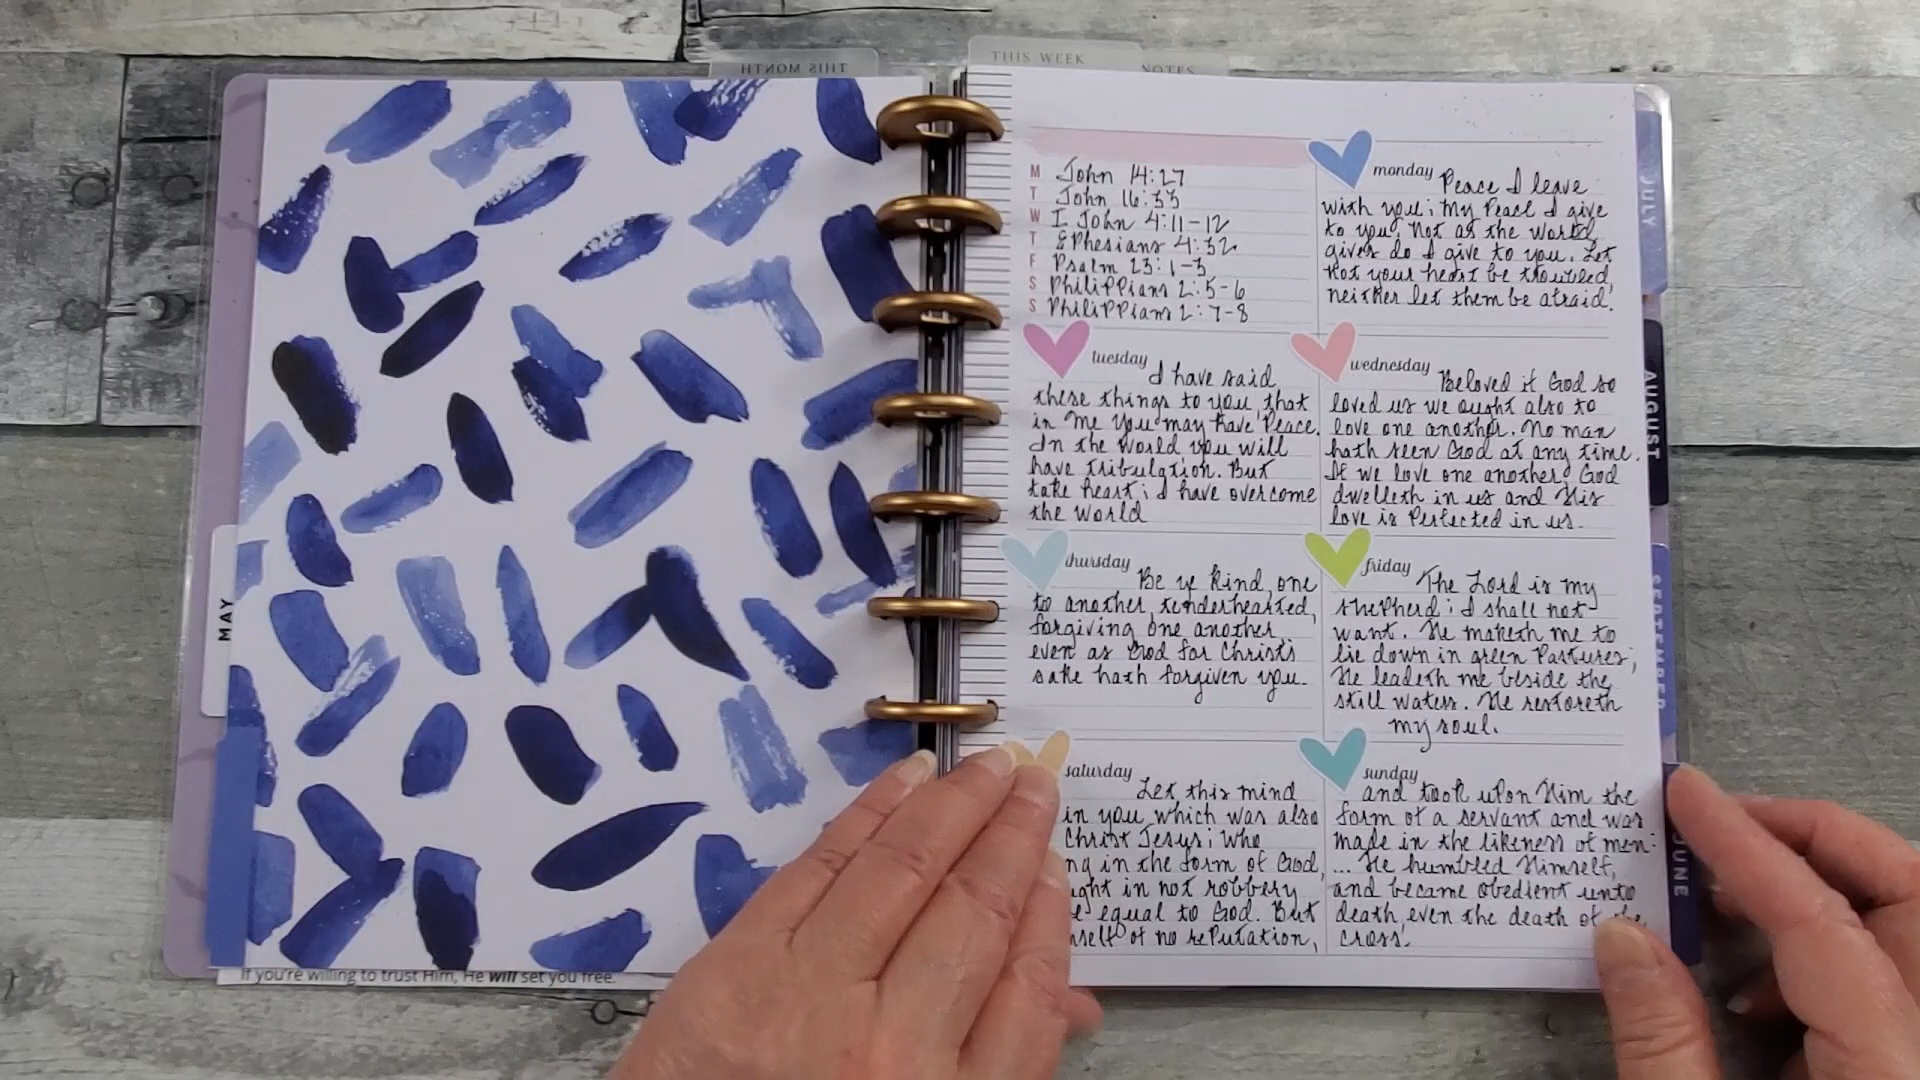 THIS MONTH
THIS WEEK
NOTES
M John 14:27
T John 16:33
W I John 4:11-12
T Ephesians 4:32
F Psalm 23:1-3
S Philippians 2:5-6
S Philippians 2:7-8
monday Peace I leave
with you; My Peace I give
to you, Not as the world
gives do I give to you. Let
not your heart be troubled,
neither let them be afraid.
tuesday I have said
these things to you, that
in Me you may have Peace.
In the world you will
have tribulation. But
take heart; I have overcome
the world
wednesday Beloved if God so
loved us we ought also to
love one another. No man
hath seen God at any time.
If we love one another, God
dwelleth in us and His
love is Perfected in us.
thursday Be ye kind, one
to another, tenderhearted,
forgiving one another,
even as God for Christ's
sake hath forgiven you.
friday The Lord is my
shepherd; I shall not
want. He maketh me to
lie down in green Pastures;
He leadeth me beside the
still waters. He restoreth
my soul.
saturday Let this mind
in you, which was also
Christ Jesus; Who
in the form of God,
in not robbery
equal to God. But
of no reputation,
sunday and took upon Him the
form of a servant and was
made in the likeness of men:
... He humbled Himself,
and became obedient unto
death, even the death of the
cross.
MAY
JULY
AUGUST
SEPTEMBER
JUNE
If you're willing to trust Him, He will set you free.